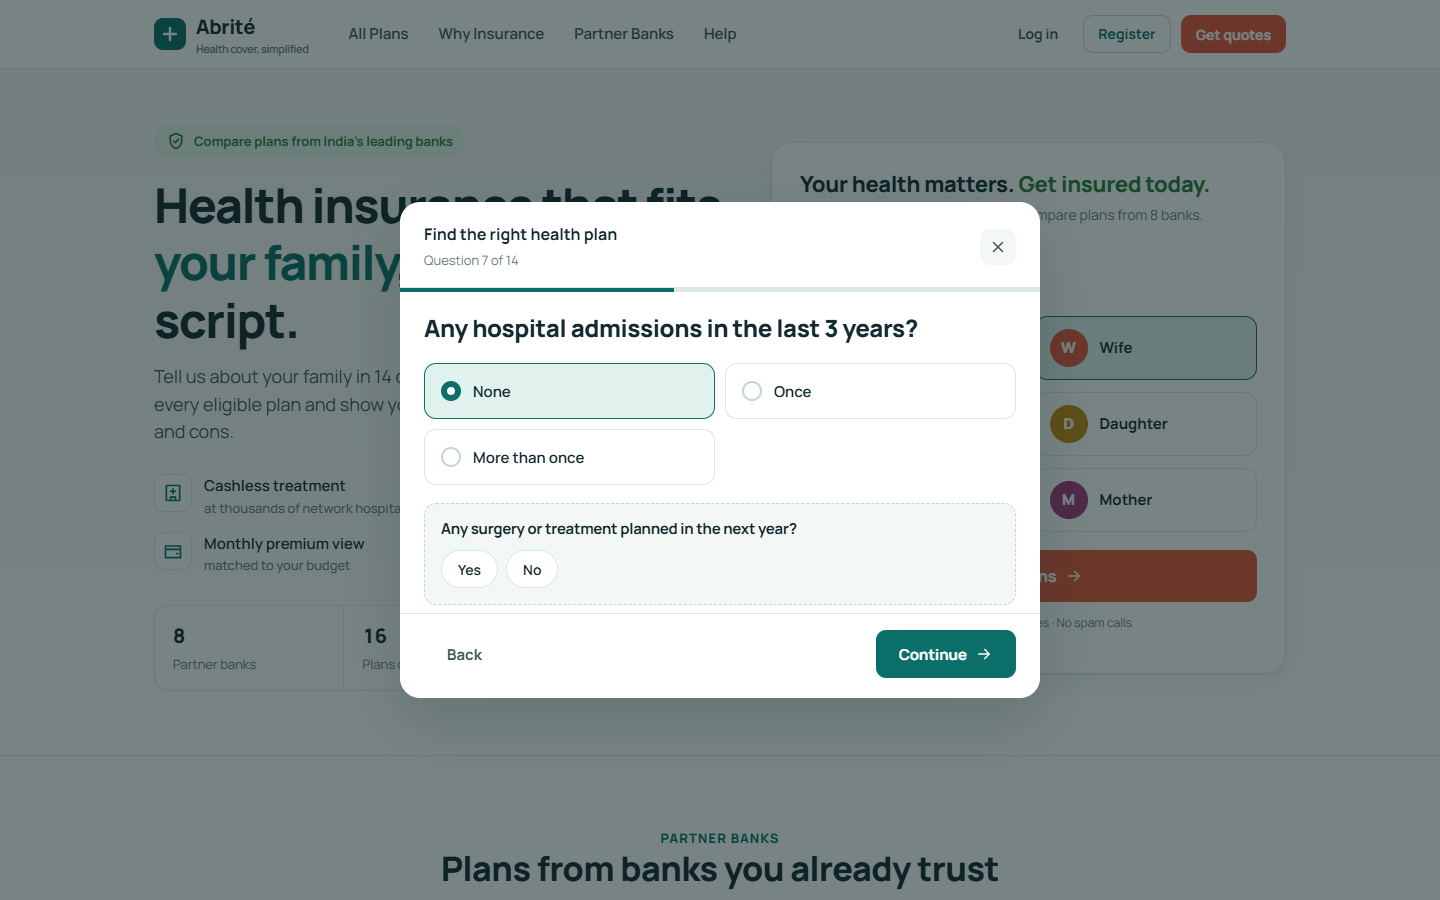 Abrité
Health cover, simplified
All Plans
Why Insurance
Partner Banks
Help
Log in
Register
Get quotes
Compare plans from India's leading banks
Health insurance that fits
your family,
script.
Tell us about your family in 14
every eligible plan and show
and cons.
Cashless treatment
at thousands of network
Monthly premium view
matched to your budget
8
Partner banks
16
Plans
Your health matters. Get insured today.
plans from 8 banks.
W
Wife
D
Daughter
M
Mother
· No spam calls
Find the right health plan
Question 7 of 14
Any hospital admissions in the last 3 years?
None
Once
More than once
Any surgery or treatment planned in the next year?
Yes
No
Back
Continue
PARTNER BANKS
Plans from banks you already trust